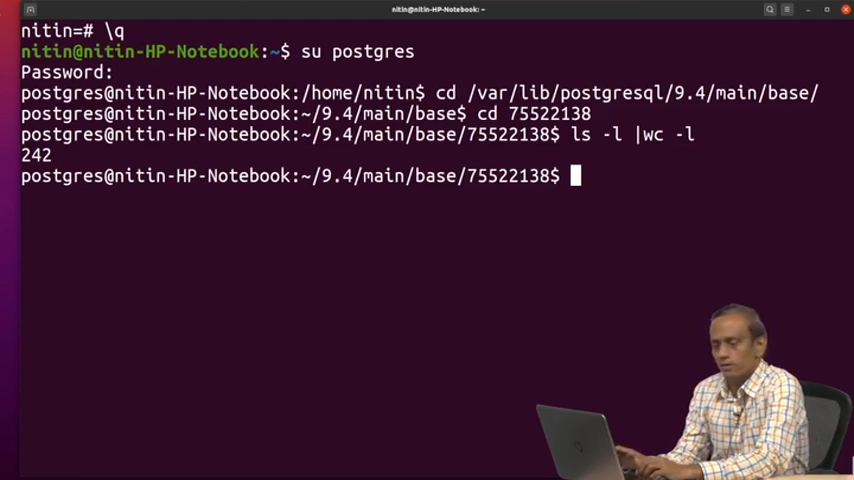 nitin@nitin-HP-Notebook: ~
nitin=# \q
nitin@nitin-HP-Notebook:~$ su postgres
Password:
postgres@nitin-HP-Notebook:/home/nitin$ cd /var/lib/postgresql/9.4/main/base/
postgres@nitin-HP-Notebook:~/9.4/main/base$ cd 75522138
postgres@nitin-HP-Notebook:~/9.4/main/base/75522138$ ls -l |wc -l
242
postgres@nitin-HP-Notebook:~/9.4/main/base/75522138$